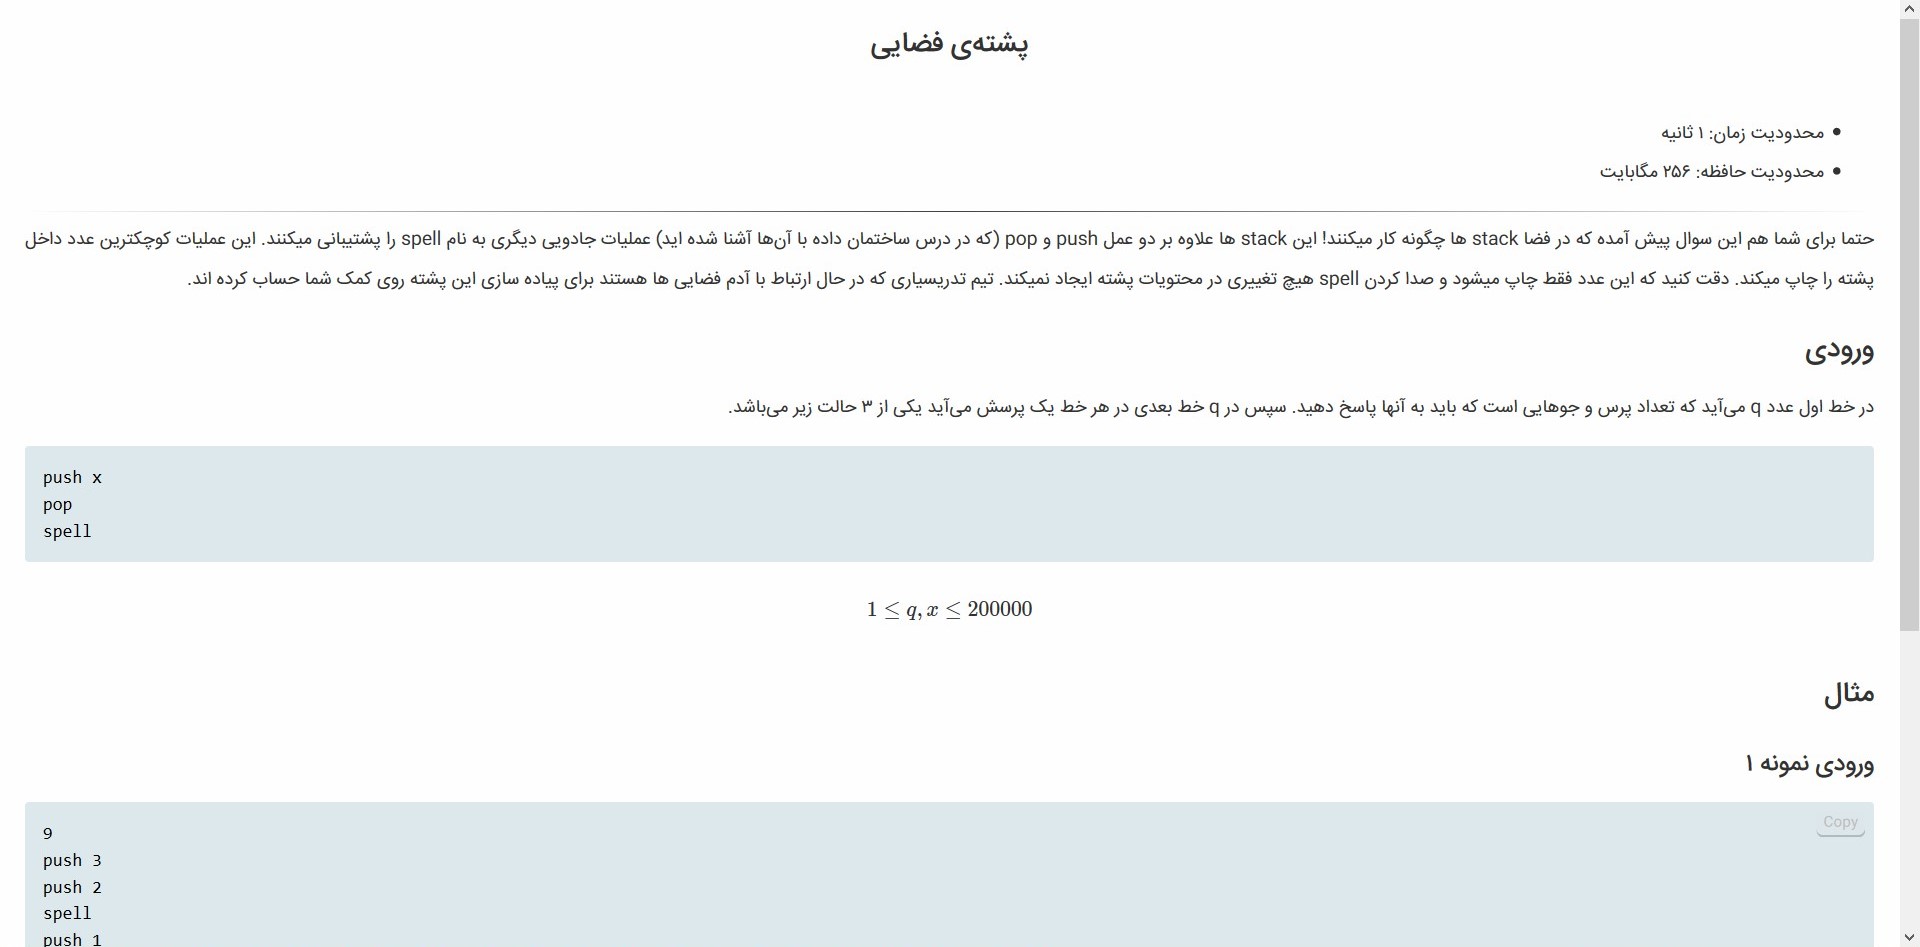 پشته‌ی فضایی
محدودیت زمان: ۱ ثانیه
محدودیت حافظه: ۲۵۶ مگابایت
حتما برای شما هم این سوال پیش آمده که در فضا stack ها چگونه کار میکنند! این stack ها علاوه بر دو عمل push و pop (که در درس ساختمان داده با آن‌ها آشنا شده اید) عملیات جادویی دیگری به نام spell را پشتیبانی میکنند. این عملیات کوچکترین عدد داخل
پشته را چاپ میکند. دقت کنید که این عدد فقط چاپ میشود و صدا کردن spell هیچ تغییری در محتویات پشته ایجاد نمیکند. تیم تدریسیاری که در حال ارتباط با آدم فضایی ها هستند برای پیاده سازی این پشته روی کمک شما حساب کرده اند.
ورودی
در خط اول عدد q می‌آید که تعداد پرس و جوهایی است که باید به آنها پاسخ دهید. سپس در q خط بعدی در هر خط یک پرسش می‌آید یکی از ۳ حالت زیر می‌باشد.
push x
pop
spell
1 ≤ q, x ≤ 200000
مثال
ورودی نمونه ۱
Copy
9
push 3
push 2
spell
push 1